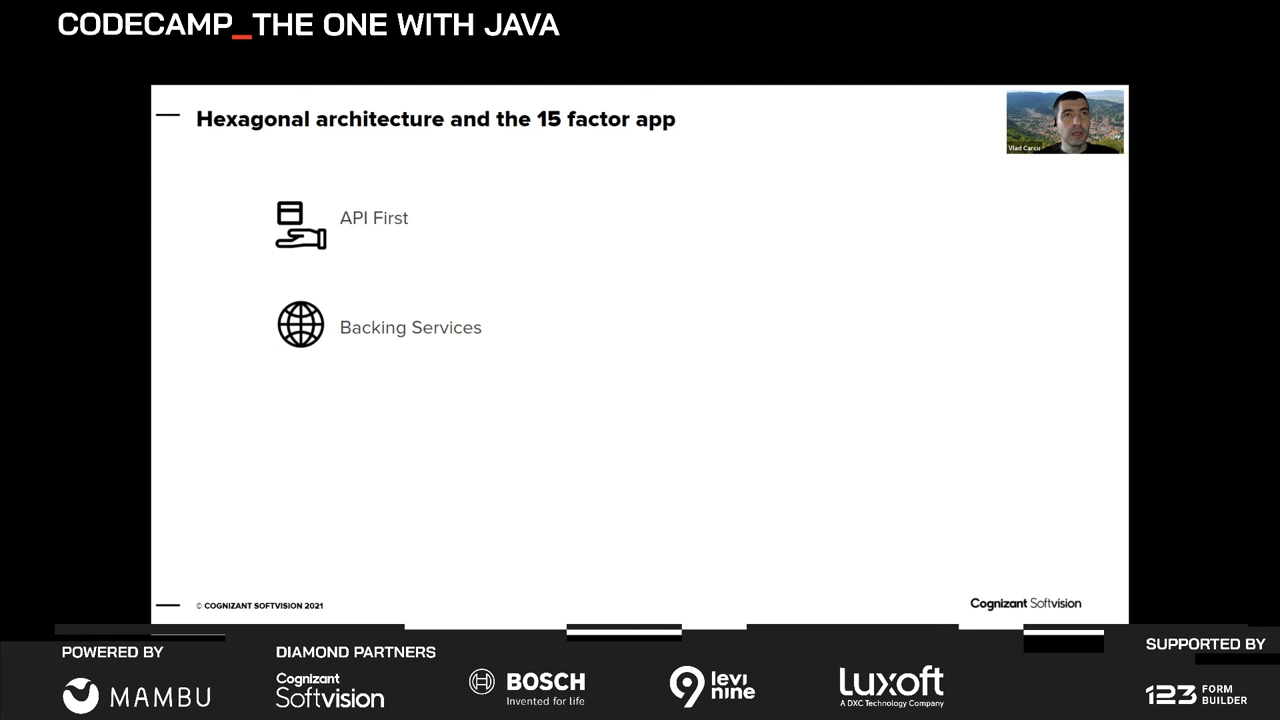 CODECAMP_THE ONE WITH JAVA
Hexagonal architecture and the 15 factor app
Vlad Carcu
API First
Backing Services
© COGNIZANT SOFTVISION 2021
Cognizant Softvision
POWERED BY
MAMBU
DIAMOND PARTNERS
Cognizant
Softvision
BOSCH
Invented for life
9 levi
nine
Luxoft
A DXC Technology Company
SUPPORTED BY
123 FORM
BUILDER